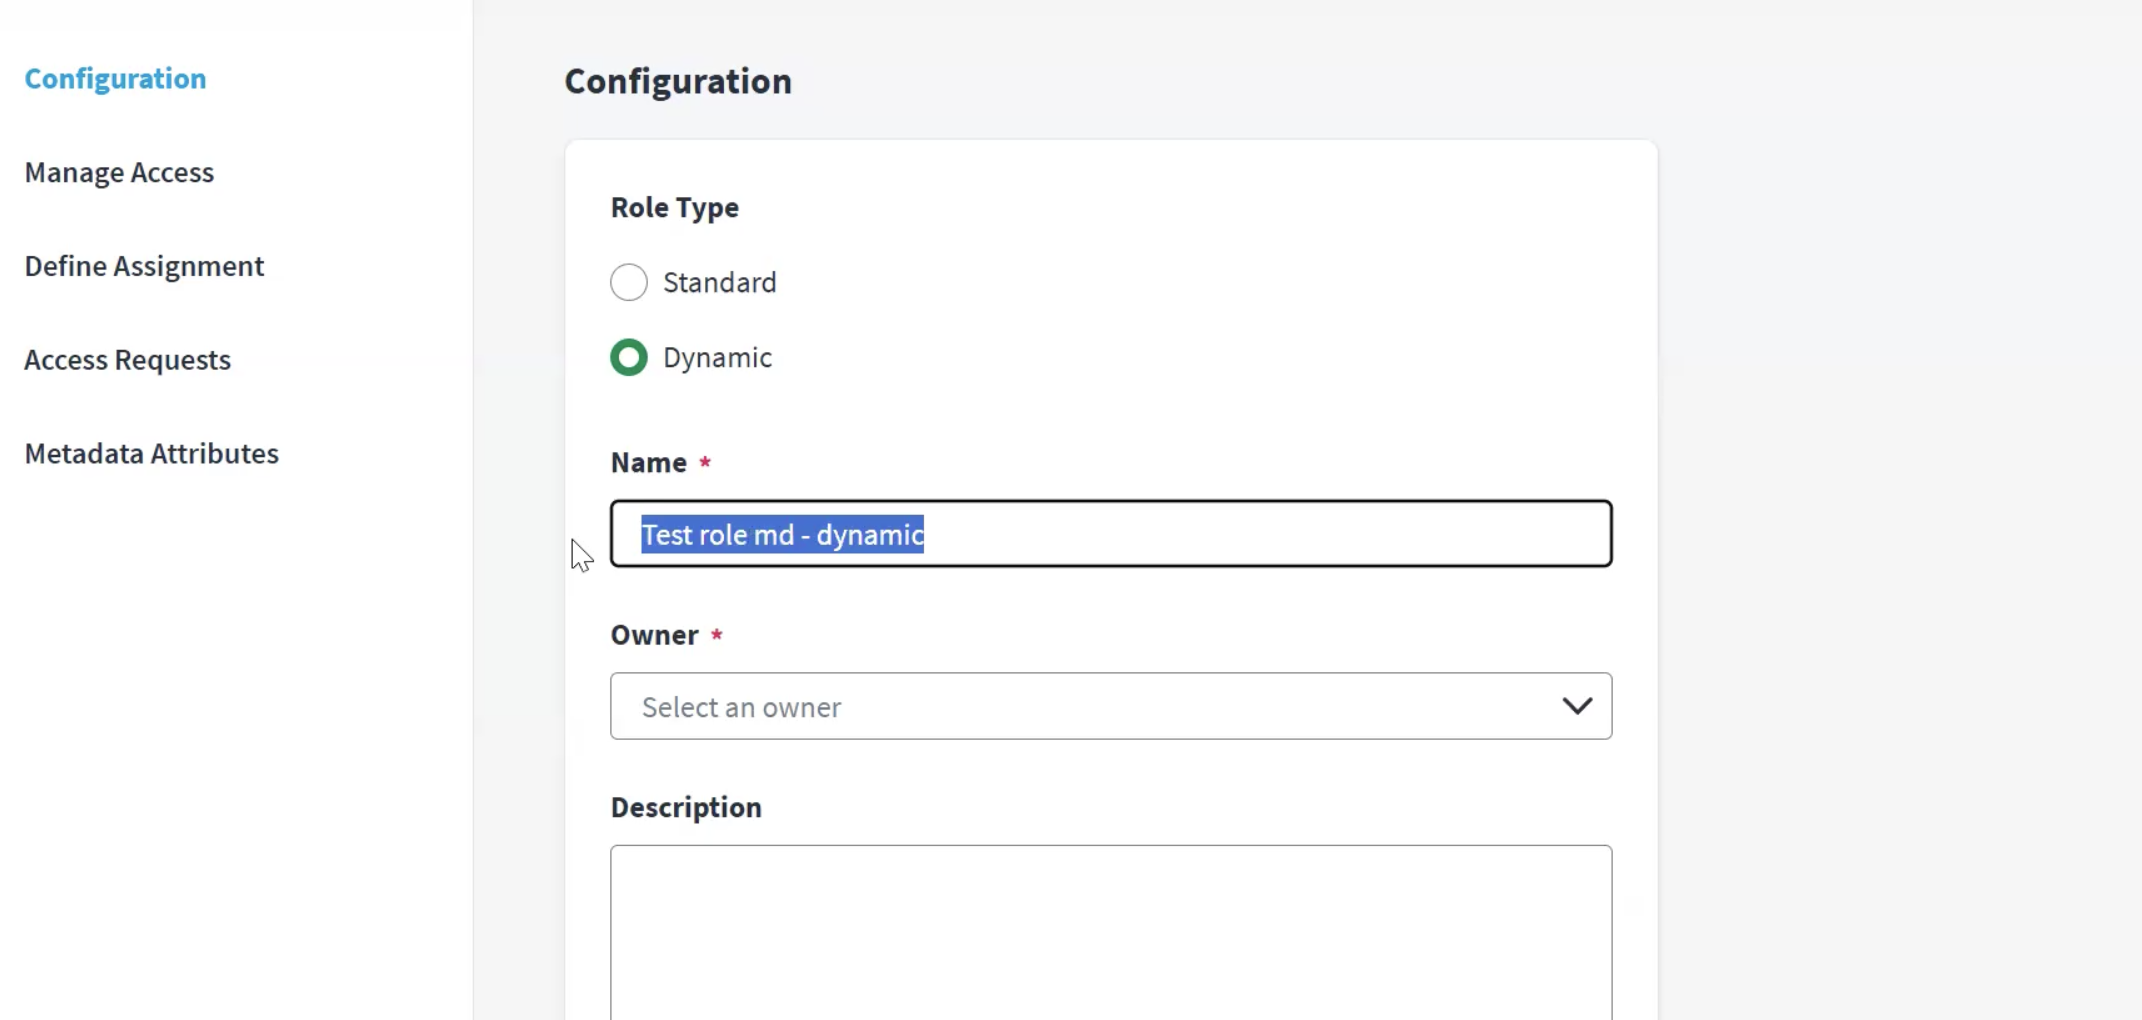 Configuration
Manage Access
Define Assignment
Access Requests
Metadata Attributes
Configuration
Role Type
Standard
Dynamic
Name *
Test role md - dynamic
Owner *
Select an owner
Description